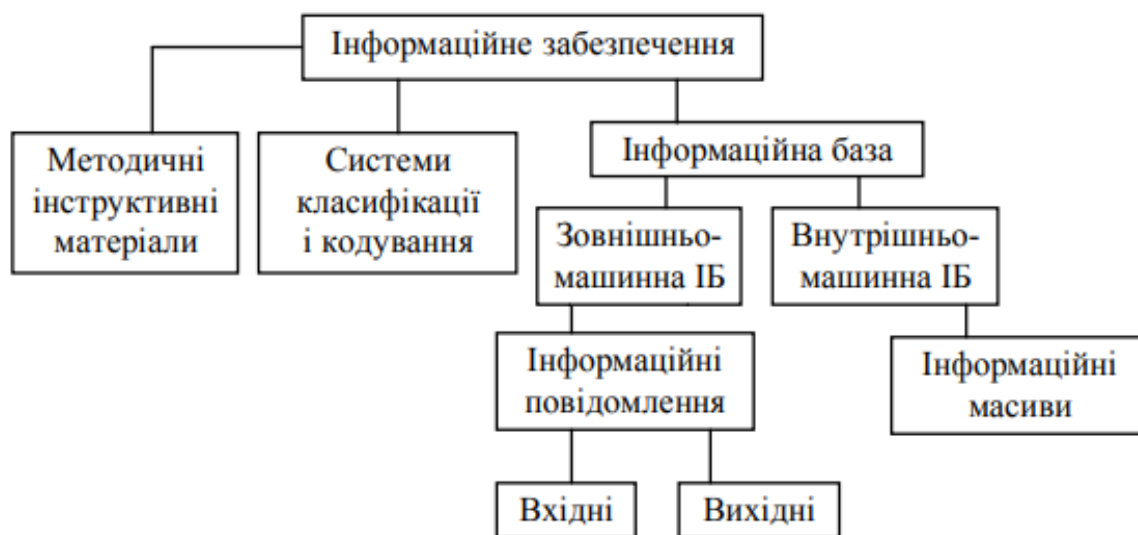 Інформаційне забезпечення
Методичні
інструктивні
матеріали
Системи
класифікації
і кодування
Інформаційна база
Зовнішньо-
машинна ІБ
Внутрішньо-
машинна ІБ
Інформаційні
повідомлення
Інформаційні
масиви
Вхідні
Вихідні